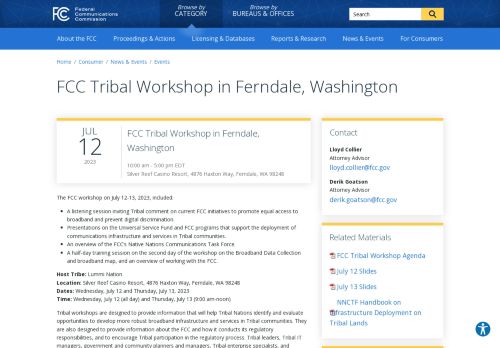 Federal
Communications
Commission
FCC
Browse by
CATEGORY
Browse by
BUREAUS & OFFICES
Search
About the FCC
Proceedings & Actions
Licensing & Databases
Reports & Research
News & Events
For Consumers
Home / Consumer / News & Events / Events
FCC Tribal Workshop in Ferndale, Washington
JUL
12
2023
FCC Tribal Workshop in Ferndale,
Washington
10:00 am - 5:00 pm EDT
Silver Reef Casino Resort, 4876 Haxton Way, Ferndale, WA 98248
The FCC Workshop on July 12-13, 2023, included:
A listening session inviting Tribal comment on current FCC initiatives to promote equal access to
broadband and prevent digital discrimination.
Presentations on the Universal Service Fund and FCC programs that support the deployment of
communications infrastructure and services in Tribal communities.
An overview of the FCC's Native Nations Communications Task Force.
A half-day training session on the second day of the workshop on the Broadband Data Collection
and broadband map, and an overview of working with the FCC.
Host Tribe: Lummi Nation
Location: Silver Reef Casino Resort, 4876 Haxton Way, Ferndale, WA 98248
Dates: Wednesday, July 12 and Thursday, July 13, 2023
Time: Wednesday, July 12 (all day) and Thursday, July 13 (9:00 am-noon)
Tribal workshops are designed to provide information that will help Tribal Nations identify and evaluate
opportunities to develop more robust broadband infrastructure and services in Tribal communities. They
are also designed to provide information about the FCC and how it conducts its regulatory
responsibilities, and to encourage Tribal participation in the regulatory process. Tribal leaders, Tribal IT
managers, government and community planners and managers, Tribal enterprise specialists, and
Contact
Lloyd Collier
Attorney Advisor
lloyd.collier@fcc.gov
Derik Goatson
Attorney Advisor
derik.goatson@fcc.gov
Related Materials
FCC Tribal Workshop Agenda
July 12 Slides
July 13 Slides
NNCTF Handbook on
Infrastructure Deployment on
Tribal Lands